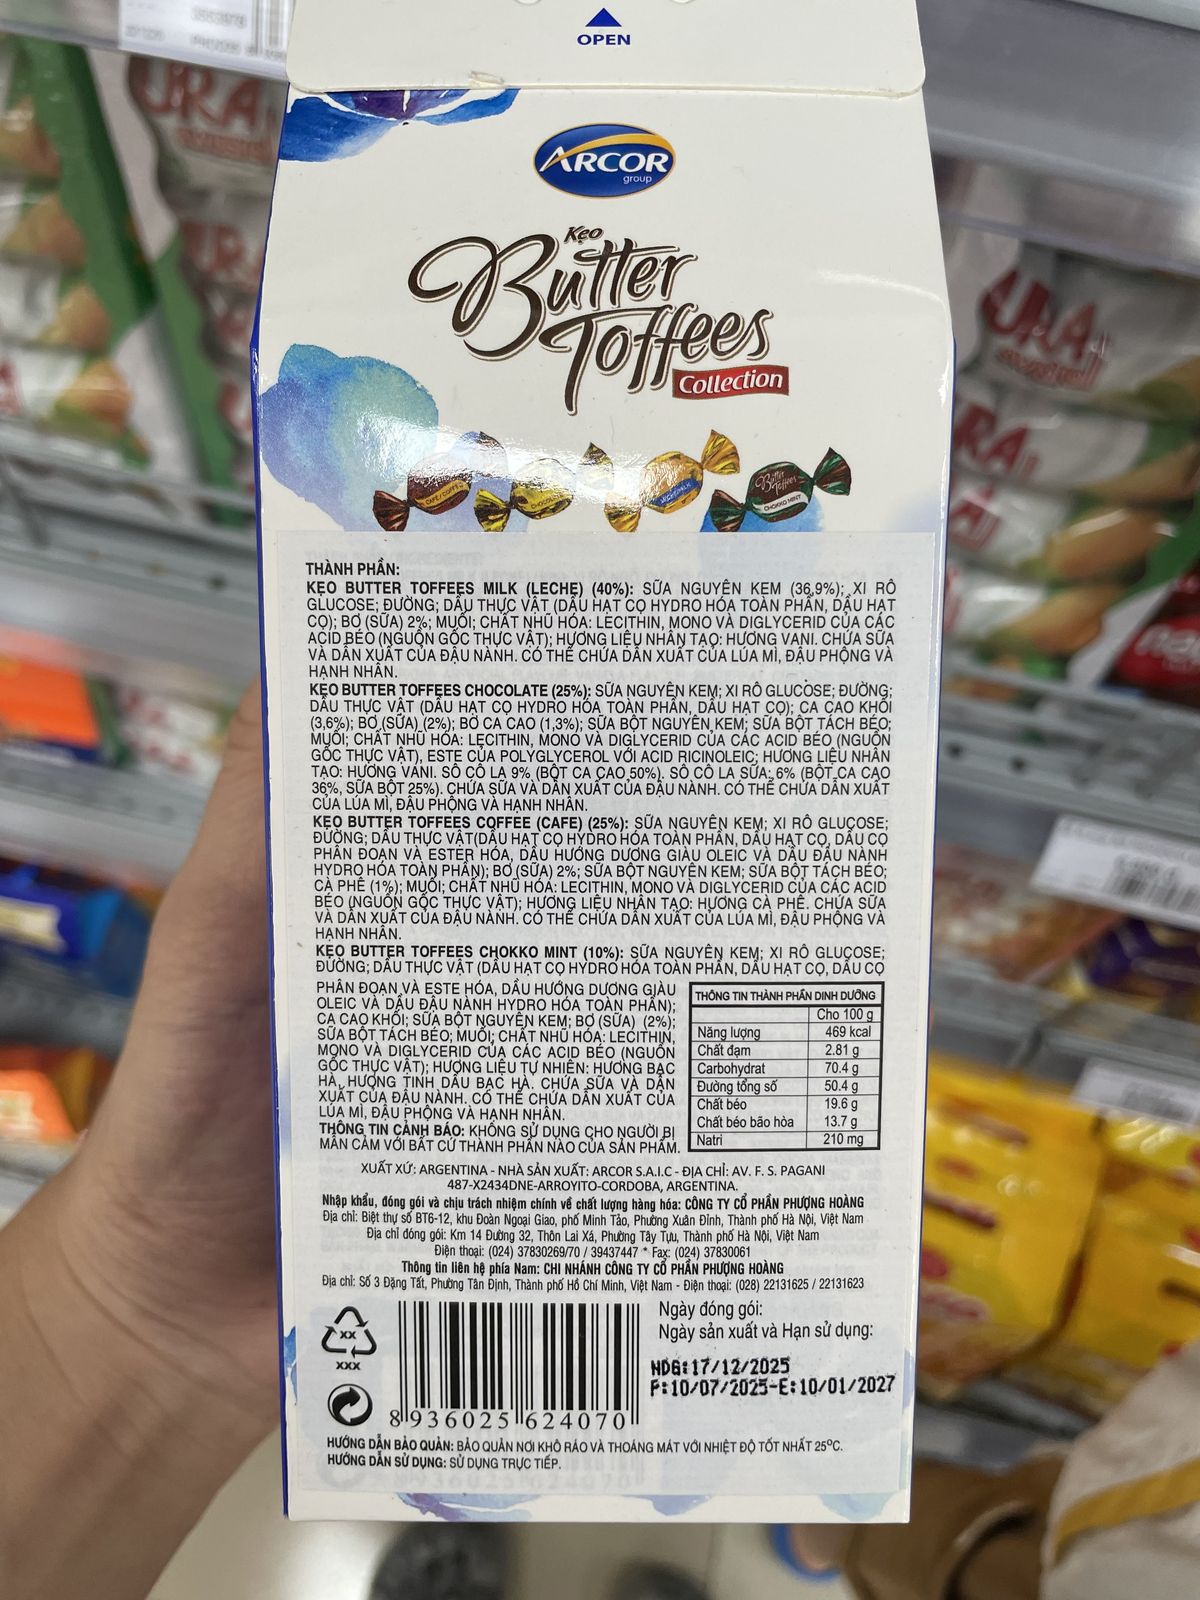 OPEN
ARCOR
group
Kẹo
Butter
Toffees
Collection
Butter
Toffees
CHOKKO MINT
THÀNH PHẦN:
KẸO BUTTER TOFFEES MILK (LECHE) (40%): SỮA NGUYÊN KEM (36,9%); XI RÔ
GLUCOSE; ĐƯỜNG; DẦU THỰC VẬT (DẦU HẠT CỌ HYDRO HÓA TOÀN PHẦN, DẦU HẠT
CỌ); BƠ (SỮA) 2%; MUỐI; CHẤT NHŨ HÓA: LECITHIN, MONO VÀ DIGLYCERID CỦA CÁC
ACID BÉO (NGUỒN GỐC THỰC VẬT); HƯƠNG LIỆU NHÂN TẠO: HƯƠNG VANI. CHỨA SỮA
VÀ DẪN XUẤT CỦA ĐẬU NÀNH. CÓ THỂ CHỨA DẪN XUẤT CỦA LÚA MÌ, ĐẬU PHỘNG VÀ
HẠNH NHÂN.
KẸO BUTTER TOFFEES CHOCOLATE (25%): SỮA NGUYÊN KEM; XI RÔ GLUCOSE; ĐƯỜNG;
DẦU THỰC VẬT (DẦU HẠT CỌ HYDRO HÓA TOÀN PHẦN, DẦU HẠT CỌ); CA CAO KHỐI
(3,6%); BƠ (SỮA) (2%); BƠ CA CAO (1,3%); SỮA BỘT NGUYÊN KEM; SỮA BỘT TÁCH BÉO;
MUỐI; CHẤT NHŨ HÓA: LECITHIN, MONO VÀ DIGLYCERID CỦA CÁC ACID BÉO (NGUỒN
GỐC THỰC VẬT), ESTE CỦA POLYGLYCEROL VỚI ACID RICINOLEIC; HƯƠNG LIỆU NHÂN
TẠO: HƯƠNG VANI. SÔ CÔ LA 9% (BỘT CA CAO 50%). SÔ CÔ LA SỮA: 6% (BỘT CA CAO
36%, SỮA BỘT 25%). CHỨA SỮA VÀ DẪN XUẤT CỦA ĐẬU NÀNH. CÓ THỂ CHỨA DẪN XUẤT
CỦA LÚA MÌ, ĐẬU PHỘNG VÀ HẠNH NHÂN.
KẸO BUTTER TOFFEES COFFEE (CAFE) (25%): SỮA NGUYÊN KEM; XI RÔ GLUCOSE;
ĐƯỜNG; DẦU THỰC VẬT(DẦU HẠT CỌ HYDRO HÓA TOÀN PHẦN, DẦU HẠT CỌ, DẦU CỌ
PHÂN ĐOẠN VÀ ESTER HÓA, DẦU HƯỚNG DƯƠNG GIÀU OLEIC VÀ DẦU ĐẬU NÀNH
HYDRO HÓA TOÀN PHẦN); BƠ (SỮA) 2%; SỮA BỘT NGUYÊN KEM; SỮA BỘT TÁCH BÉO;
CÀ PHÊ (1%); MUỐI; CHẤT NHŨ HÓA: LECITHIN, MONO VÀ DIGLYCERID CỦA CÁC ACID
BÉO (NGUỒN GỐC THỰC VẬT); HƯƠNG LIỆU NHÂN TẠO: HƯƠNG CÀ PHÊ. CHỨA SỮA
VÀ DẪN XUẤT CỦA ĐẬU NÀNH. CÓ THỂ CHỨA DẪN XUẤT CỦA LÚA MÌ, ĐẬU PHỘNG VÀ
HẠNH NHÂN.
KẸO BUTTER TOFFEES CHOKKO MINT (10%): SỮA NGUYÊN KEM; XI RÔ GLUCOSE;
ĐƯỜNG; DẦU THỰC VẬT (DẦU HẠT CỌ HYDRO HÓA TOÀN PHẦN, DẦU HẠT CỌ, DẦU CỌ
PHÂN ĐOẠN VÀ ESTE HÓA, DẦU HƯỚNG DƯƠNG GIÀU
OLEIC VÀ DẦU ĐẬU NÀNH HYDRO HÓA TOÀN PHẦN);
CA CAO KHỐI; SỮA BỘT NGUYÊN KEM; BƠ (SỮA) (2%);
SỮA BỘT TÁCH BÉO; MUỐI; CHẤT NHŨ HÓA: LECITHIN,
MONO VÀ DIGLYCERID CỦA CÁC ACID BÉO (NGUỒN
GỐC THỰC VẬT); HƯƠNG LIỆU TỰ NHIÊN: HƯƠNG BẠC
HÀ, HƯƠNG TINH DẦU BẠC HÀ. CHỨA SỮA VÀ DẪN
XUẤT CỦA ĐẬU NÀNH. CÓ THỂ CHỨA DẪN XUẤT CỦA
LÚA MÌ, ĐẬU PHỘNG VÀ HẠNH NHÂN.
THÔNG TIN CẢNH BÁO: KHÔNG SỬ DỤNG CHO NGƯỜI BỊ
MẪN CẢM VỚI BẤT CỨ THÀNH PHẦN NÀO CỦA SẢN PHẨM.
THÔNG TIN THÀNH PHẦN DINH DƯỠNG
Cho 100 g
Năng lượng 469 kcal
Chất đạm 2.81 g
Carbohydrat 70.4 g
Đường tổng số 50.4 g
Chất béo 19.6 g
Chất béo bão hòa 13.7 g
Natri 210 mg
XUẤT XỨ: ARGENTINA - NHÀ SẢN XUẤT: ARCOR S.A.I.C - ĐỊA CHỈ: AV. F. S. PAGANI
487-X2434DNE-ARROYITO-CORDOBA, ARGENTINA.
Nhập khẩu, đóng gói và chịu trách nhiệm chính về chất lượng hàng hóa: CÔNG TY CỔ PHẦN PHƯỢNG HOÀNG
Địa chỉ: Biệt thự số BT6-12, khu Đoàn Ngoại Giao, phố Minh Tảo, Phường Xuân Đỉnh, Thành phố Hà Nội, Việt Nam
Địa chỉ đóng gói: Km 14 Đường 32, Thôn Lai Xá, Phường Tây Tựu, Thành phố Hà Nội, Việt Nam
Điện thoại: (024) 37830269/70 / 39437447 * Fax: (024) 37830061
Thông tin liên hệ phía Nam: CHI NHÁNH CÔNG TY CỔ PHẦN PHƯỢNG HOÀNG
Địa chỉ: Số 3 Đặng Tất, Phường Tân Định, Thành phố Hồ Chí Minh, Việt Nam - Điện thoại: (028) 22131625 / 22131623
XX
XXX
8 936025 624070
Ngày đóng gói:
Ngày sản xuất và Hạn sử dụng:
NDG:17/12/2025
P:10/07/2025-E:10/01/2027
HƯỚNG DẪN BẢO QUẢN: BẢO QUẢN NƠI KHÔ RÁO VÀ THOÁNG MÁT VỚI NHIỆT ĐỘ TỐT NHẤT 25ºC.
HƯỚNG DẪN SỬ DỤNG: SỬ DỤNG TRỰC TIẾP.